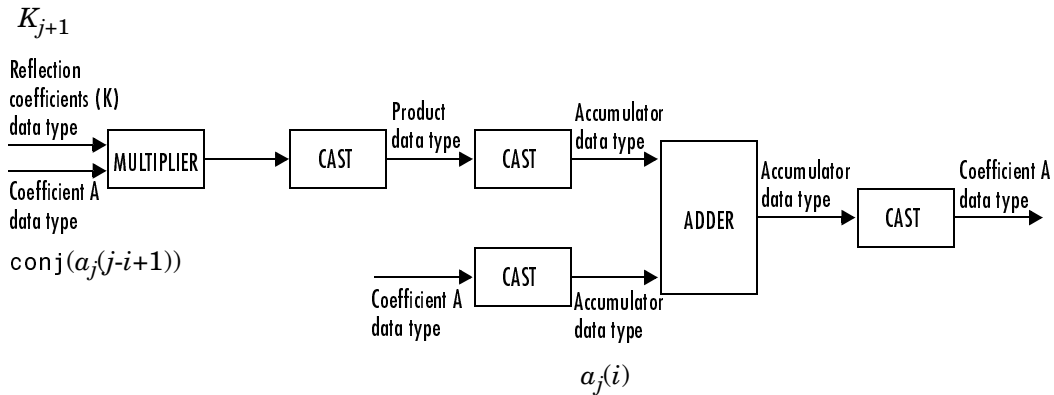 K_{j+1}
Reflection
coefficients (K)
data type
MULTIPLIER
Coefficient A
data type
conj(a_j(j-i+1))
CAST
Product
data type
CAST
Accumulator
data type
Coefficient A
data type
CAST
Accumulator
data type
a_j(i)
ADDER
Accumulator
data type
CAST
Coefficient A
data type